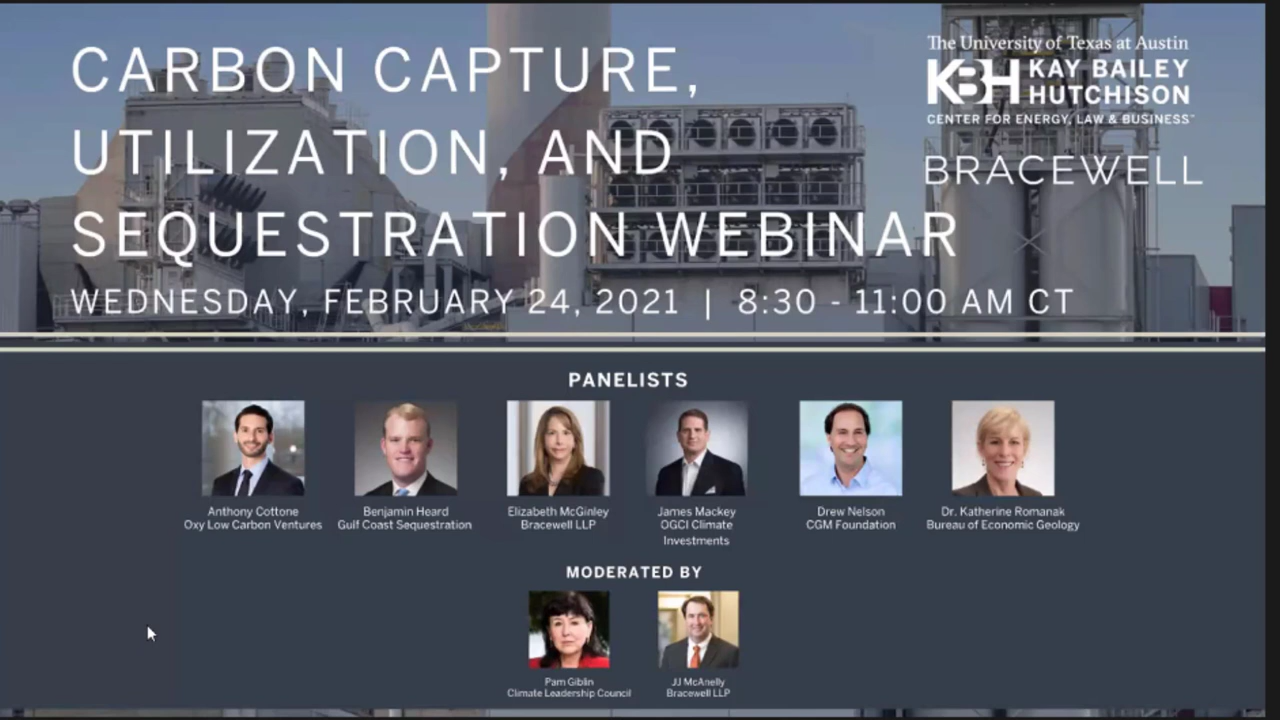 CARBON CAPTURE,
UTILIZATION, AND
SEQUESTRATION WEBINAR
WEDNESDAY, FEBRUARY 24, 2021 | 8:30 - 11:00 AM CT
The University of Texas at Austin
KBH KAY BAILEY
HUTCHISON
CENTER FOR ENERGY, LAW & BUSINESS™
BRACEWELL
PANELISTS
Anthony Cottone
Oxy Low Carbon Ventures
Benjamin Heard
Gulf Coast Sequestration
Elizabeth McGinley
Bracewell LLP
James Mackey
OGCI Climate
Investments
Drew Nelson
CGM Foundation
Dr. Katherine Romanak
Bureau of Economic Geology
MODERATED BY
Pam Giblin
Climate Leadership Council
JJ McAnelly
Bracewell LLP